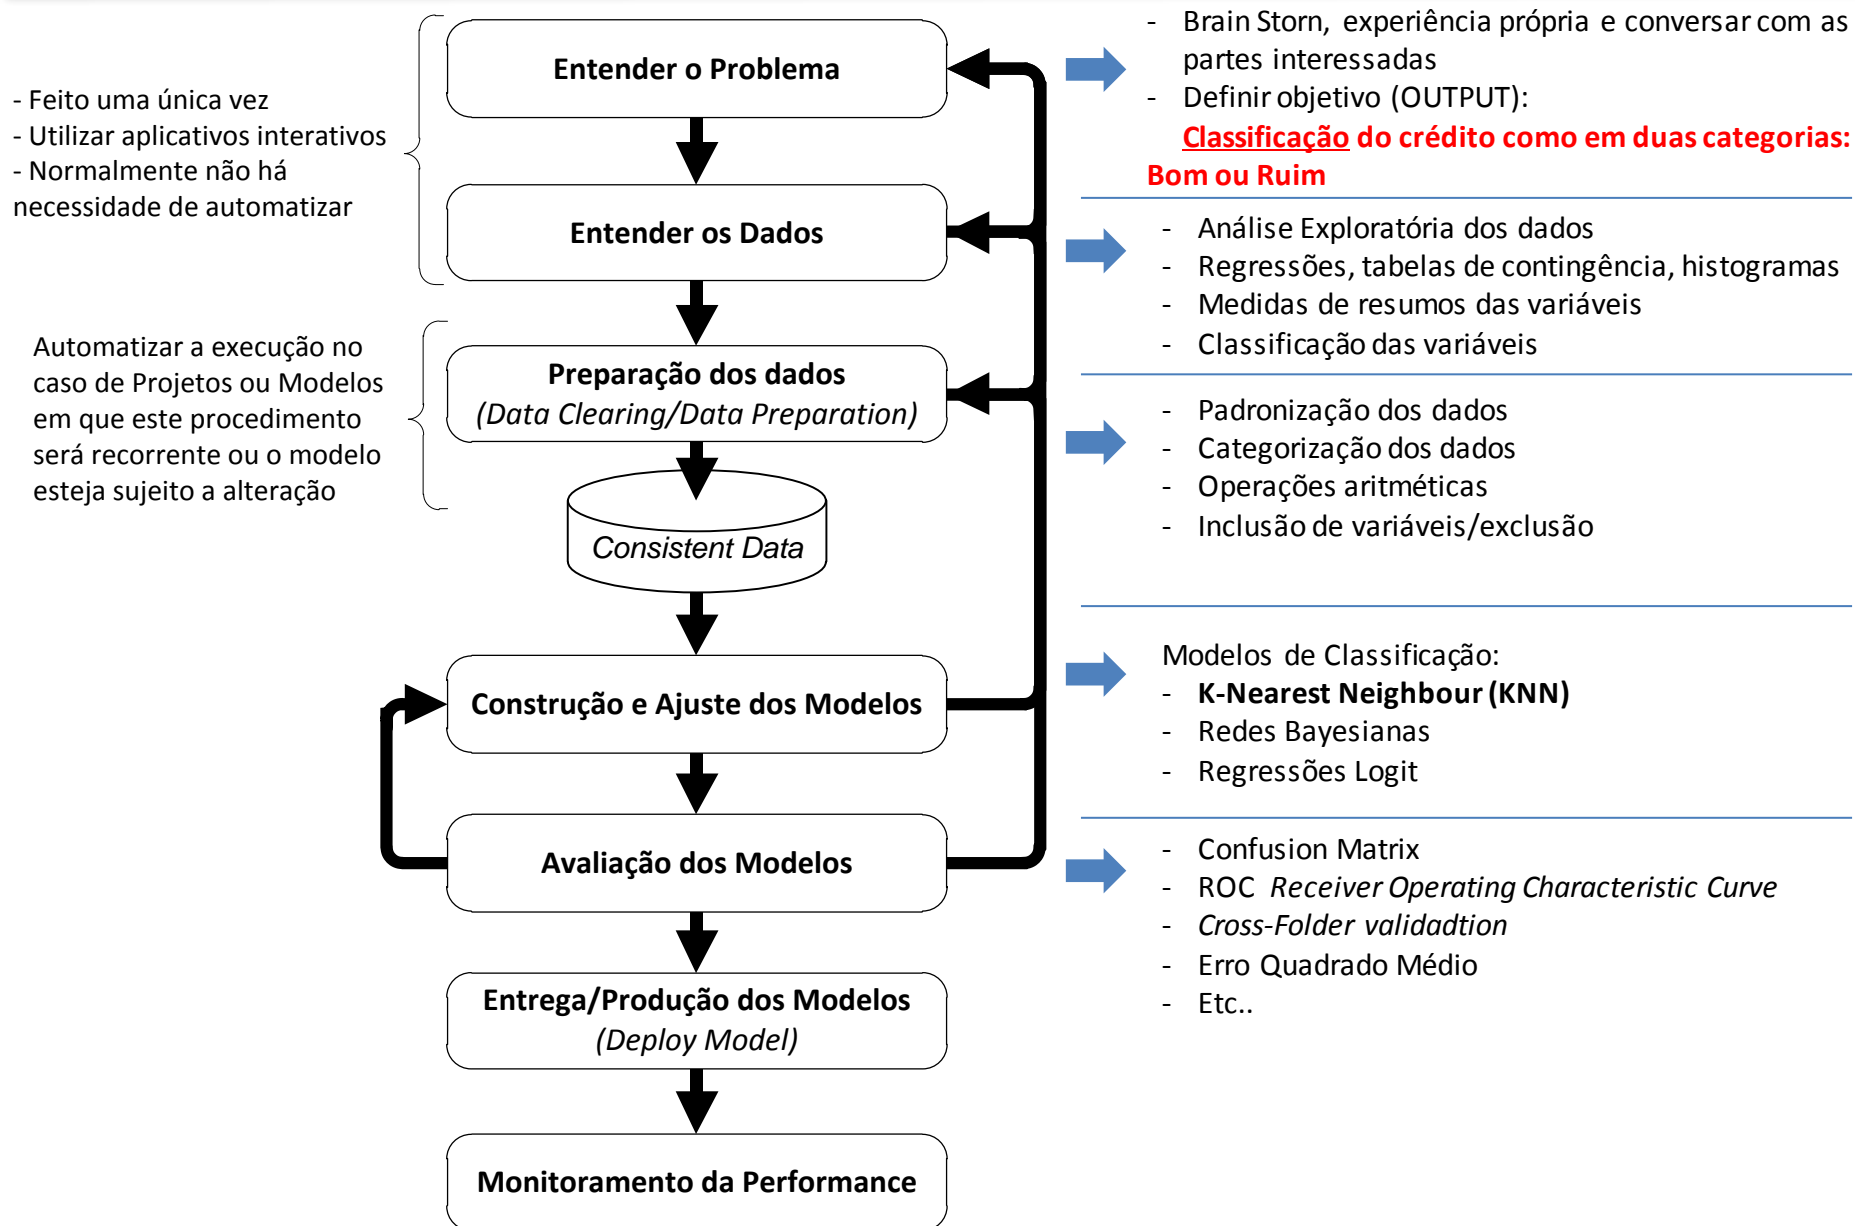 - Feito uma única vez
- Utilizar aplicativos interativos
- Normalmente não há
necessidade de automatizar
Automatizar a execução no
caso de Projetos ou Modelos
em que este procedimento
será recorrente ou o modelo
esteja sujeito a alteração
Entender o Problema
Entender os Dados
Preparação dos dados
(Data Clearing/Data Preparation)
Consistent Data
Construção e Ajuste dos Modelos
Avaliação dos Modelos
Entrega/Produção dos Modelos
(Deploy Model)
Monitoramento da Performance
- Brain Storn, experiência própria e conversar com as
partes interessadas
- Definir objetivo (OUTPUT):
Classificação do crédito como em duas categorias:
Bom ou Ruim
- Análise Exploratória dos dados
- Regressões, tabelas de contingência, histogramas
- Medidas de resumos das variáveis
- Classificação das variáveis
- Padronização dos dados
- Categorização dos dados
- Operações aritméticas
- Inclusão de variáveis/exclusão
Modelos de Classificação:
- K-Nearest Neighbour (KNN)
- Redes Bayesianas
- Regressões Logit
- Confusion Matrix
- ROC Receiver Operating Characteristic Curve
- Cross-Folder validadtion
- Erro Quadrado Médio
- Etc..